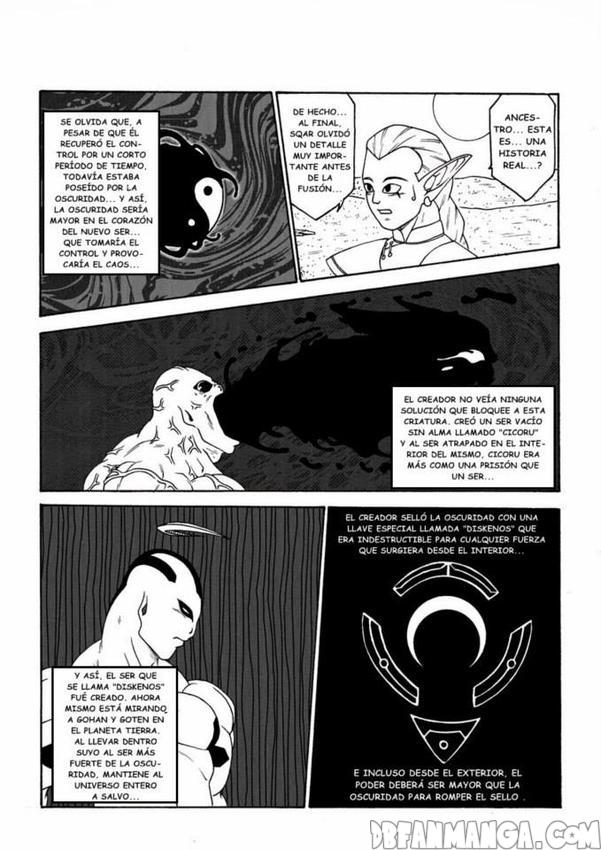 SE OLVIDA QUE, A
PESAR DE QUE ÉL
RECUPERÓ EL CON-
TROL POR UN CORTO
PERÍODO DE TIEMPO,
TODAVÍA ESTABA
POSEÍDO POR LA
OSCURIDAD... Y ASÍ,
LA OSCURIDAD SERÍA
MAYOR EN EL CORAZÓN
DEL NUEVO SER...
QUE TOMARÍA EL
CONTROL Y PROVO-
CARÍA EL CAOS...
DE HECHO...
AL FINAL,
SQAR OLVIDÓ
UN DETALLE
MUY IMPOR-
TANTE ANTES
DE LA
FUSIÓN...
ANCES-
TRO... ESTA
ES... UNA
HISTORIA
REAL...?
EL CREADOR NO VEÍA NINGUNA
SOLUCIÓN QUE BLOQUEE A ESTA
CRIATURA. CREÓ UN SER VACÍO
SIN ALMA LLAMADO "CICORU"
Y AL SER ATRAPADO EN EL INTE-
RIOR DEL MISMO, CICORU ERA
MÁS COMO UNA PRISIÓN QUE
UN SER...
Y ASÍ, EL SER QUE
SE LLAMA "DISKENOS"
FUÉ CREADO. AHORA
MISMO ESTÁ MIRANDO
A GOHAN Y GOTEN EN
EL PLANETA TIERRA.
AL LLEVAR DENTRO
SUYO AL SER MÁS
FUERTE DE LA OSCU-
RIDAD, MANTIENE AL
UNIVERSO ENTERO
A SALVO...
EL CREADOR SELLÓ LA OSCURIDAD CON UNA
LLAVE ESPECIAL LLAMADA "DISKENOS" QUE
ERA INDESTRUCTIBLE PARA CUALQUIER FUERZA
QUE SURGIERA DESDE EL INTERIOR...
E INCLUSO DESDE EL EXTERIOR, EL
PODER DEBERÁ SER MAYOR QUE LA
OSCURIDAD PARA ROMPER EL SELLO .
DBFANMANGA.COM